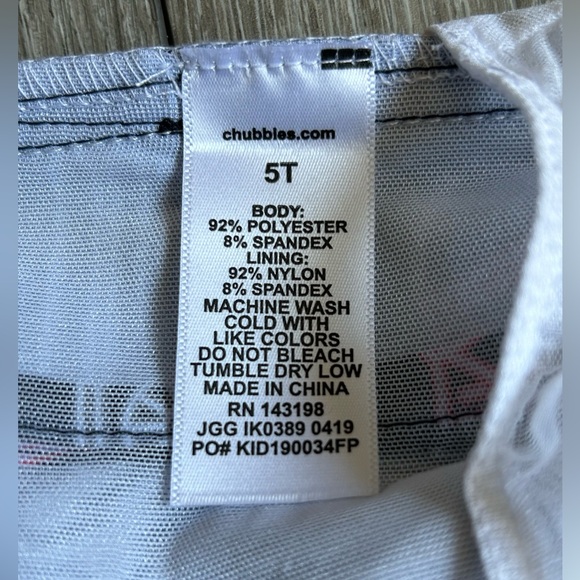 chubbies.com
5T
BODY:
92% POLYESTER
8% SPANDEX
LINING:
92% NYLON
8% SPANDEX
MACHINE WASH
COLD WITH
LIKE COLORS
DO NOT BLEACH
TUMBLE DRY LOW
MADE IN CHINA
RN 143198
JGG IK0389 0419
PO# KID190034FP